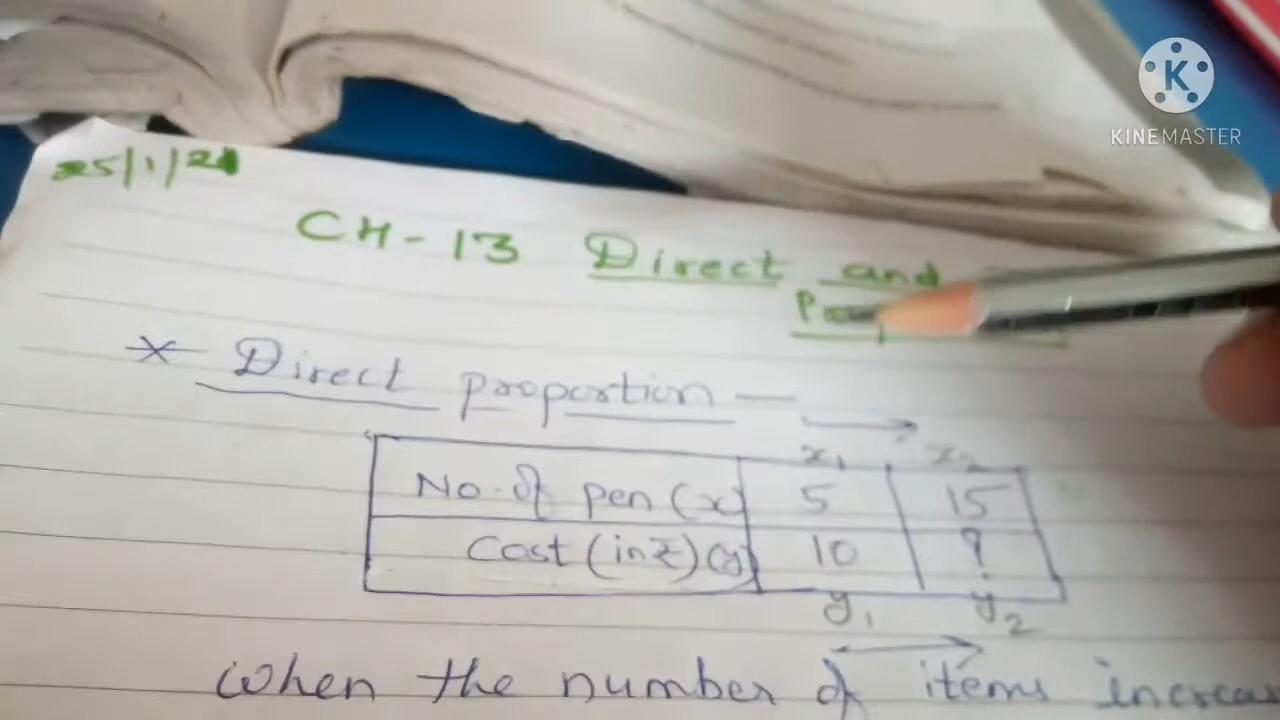 KINEMASTER
25/1/21
CH-13 Direct and
* Direct proportion —
x1 x2
No. of pen (x) 5 15
Cost (in ₹) (y) 10 ?
y1 y2
When the number of items